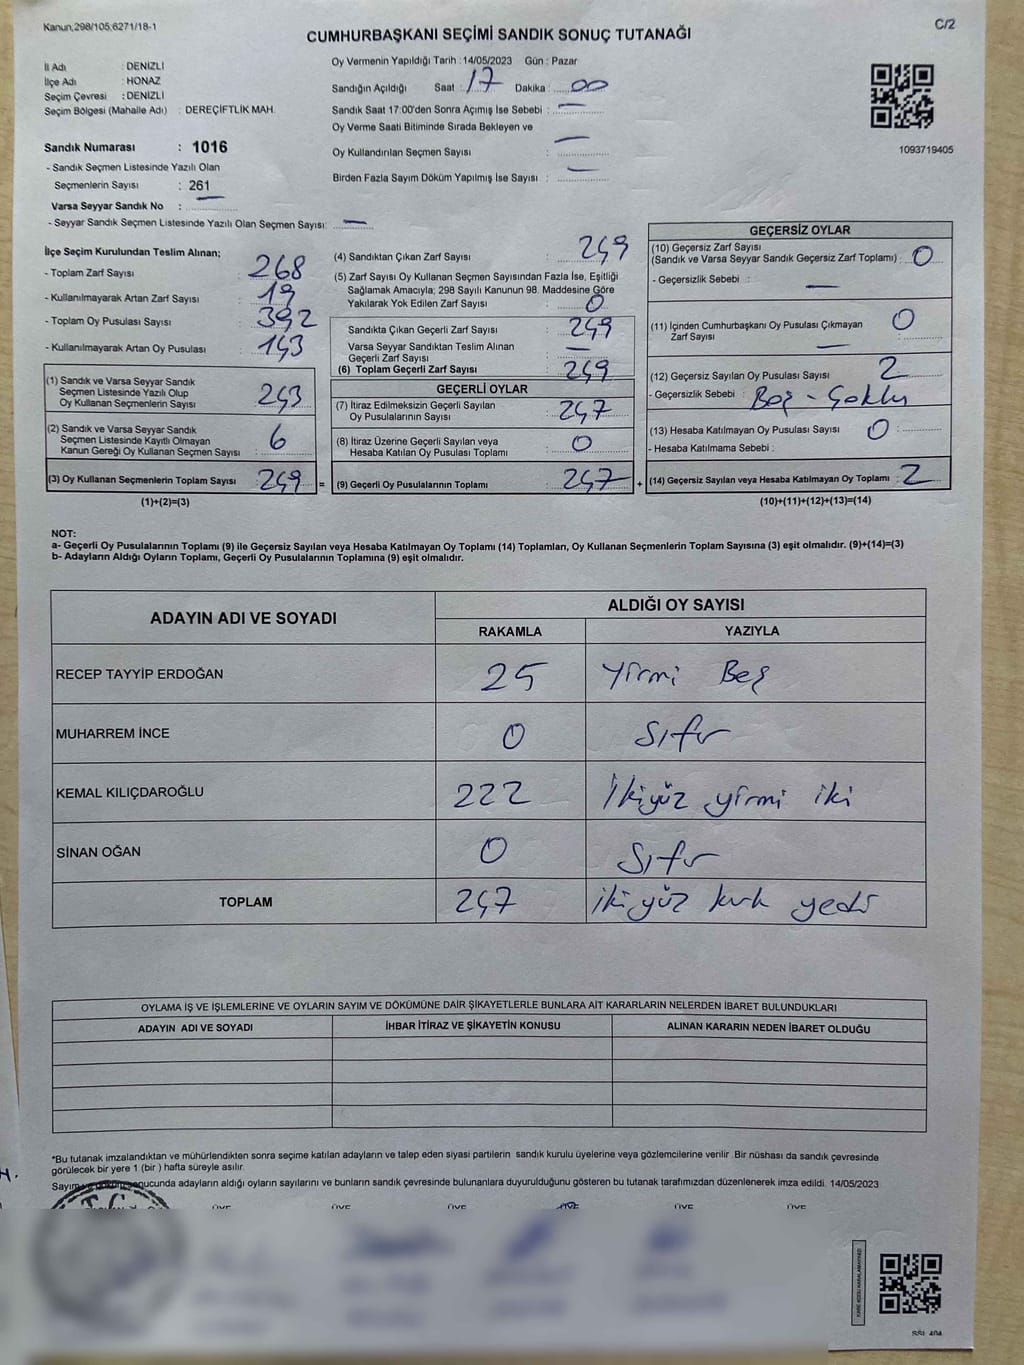 Kanun;298/105;6271/18-1
C/2
CUMHURBAŞKANI SEÇİMİ SANDIK SONUÇ TUTANAĞI
İl Adı : DENİZLİ
İlçe Adı : HONAZ
Seçim Çevresi : DENİZLİ
Seçim Bölgesi (Mahalle Adı) : DEREÇİFTLİK MAH.
Sandık Numarası : 1016
- Sandık Seçmen Listesinde Yazılı Olan
Seçmenlerin Sayısı : 261
Varsa Seyyar Sandık No : —
- Seyyar Sandık Seçmen Listesinde Yazılı Olan Seçmen Sayısı: —
Oy Vermenin Yapıldığı Tarih : 14/05/2023 Gün : Pazar
Sandığın Açıldığı Saat : 17 Dakika : 00
Sandık Saat 17:00'den Sonra Açımış İse Sebebi : —
Oy Verme Saati Bitiminde Sırada Bekleyen ve
Oy Kullandırılan Seçmen Sayısı : —
Birden Fazla Sayım Döküm Yapılmış İse Sayısı : —
1093719405
İlçe Seçim Kurulundan Teslim Alınan;
- Toplam Zarf Sayısı : 268
- Kullanılmayarak Artan Zarf Sayısı : 19
- Toplam Oy Pusulası Sayısı : 392
- Kullanılmayarak Artan Oy Pusulası : 143
(1) Sandık ve Varsa Seyyar Sandık
Seçmen Listesinde Yazılı Olup
Oy Kullanan Seçmenlerin Sayısı : 243
(2) Sandık ve Varsa Seyyar Sandık
Seçmen Listesinde Kayıtlı Olmayan
Kanun Gereği Oy Kullanan Seçmen Sayısı : 6
(3) Oy Kullanan Seçmenlerin Toplam Sayısı : 249 =
(1)+(2)=(3)
(4) Sandıktan Çıkan Zarf Sayısı : 249
(5) Zarf Sayısı Oy Kullanan Seçmen Sayısından Fazla İse, Eşitliği
Sağlamak Amacıyla; 298 Sayılı Kanunun 98. Maddesine Göre
Yakılarak Yok Edilen Zarf Sayısı : 0
Sandıkta Çıkan Geçerli Zarf Sayısı : 249
Varsa Seyyar Sandıktan Teslim Alınan
Geçerli Zarf Sayısı : —
(6) Toplam Geçerli Zarf Sayısı : 249
GEÇERLİ OYLAR
(7) İtiraz Edilmeksizin Geçerli Sayılan
Oy Pusulalarının Sayısı : 247
(8) İtiraz Üzerine Geçerli Sayılan veya
Hesaba Katılan Oy Pusulası Toplamı : 0
(9) Geçerli Oy Pusulalarının Toplamı : 247 +
GEÇERSİZ OYLAR
(10) Geçersiz Zarf Sayısı
(Sandık ve Varsa Seyyar Sandık Geçersiz Zarf Toplamı) : 0
- Geçersizlik Sebebi : —
(11) İçinden Cumhurbaşkanı Oy Pusulası Çıkmayan
Zarf Sayısı : 0
—
(12) Geçersiz Sayılan Oy Pusulası Sayısı : 2
- Geçersizlik Sebebi : Boş - Çoklu
(13) Hesaba Katılmayan Oy Pusulası Sayısı : 0
- Hesaba Katılmama Sebebi :
(14) Geçersiz Sayılan veya Hesaba Katılmayan Oy Toplamı : 2
(10)+(11)+(12)+(13)=(14)
NOT:
a- Geçerli Oy Pusulalarının Toplamı (9) ile Geçersiz Sayılan veya Hesaba Katılmayan Oy Toplamı (14) Toplamları, Oy Kullanan Seçmenlerin Toplam Sayısına (3) eşit olmalıdır. (9)+(14)=(3)
b- Adayların Aldığı Oyların Toplamı, Geçerli Oy Pusulalarının Toplamına (9) eşit olmalıdır.
ADAYIN ADI VE SOYADI
ALDIĞI OY SAYISI
RAKAMLA YAZIYLA
RECEP TAYYİP ERDOĞAN 25 Yirmi Beş
MUHARREM İNCE 0 Sıfır
KEMAL KILIÇDAROĞLU 222 İkiyüz yirmi iki
SİNAN OĞAN 0 Sıfır
TOPLAM 247 ikiyüz kırk yedi
OYLAMA İŞ VE İŞLEMLERİNE VE OYLARIN SAYIM VE DÖKÜMÜNE DAİR ŞİKAYETLERLE BUNLARA AİT KARARLARIN NELERDEN İBARET BULUNDUKLARI
ADAYIN ADI VE SOYADI İHBAR İTİRAZ VE ŞİKAYETİN KONUSU ALINAN KARARIN NEDEN İBARET OLDUĞU
*Bu tutanak imzalandıktan ve mühürlendikten sonra seçime katılan adayların ve talep eden siyasi partilerin sandık kurulu üyelerine veya gözlemcilerine verilir .Bir nüshası da sandık çevresinde
görülecek bir yere 1 (bir ) hafta süreyle asılır.
Sayım ve sonucunda adayların aldığı oyların sayılarını ve bunların sandık çevresinde bulunanlara duyurulduğunu gösteren bu tutanak tarafımızdan düzenlenerek imza edildi. 14/05/2023
T.C.
ÜYE ÜYE ÜYE ÜYE ÜYE ÜYE
KARE KODU KARALAMAYINIZ!